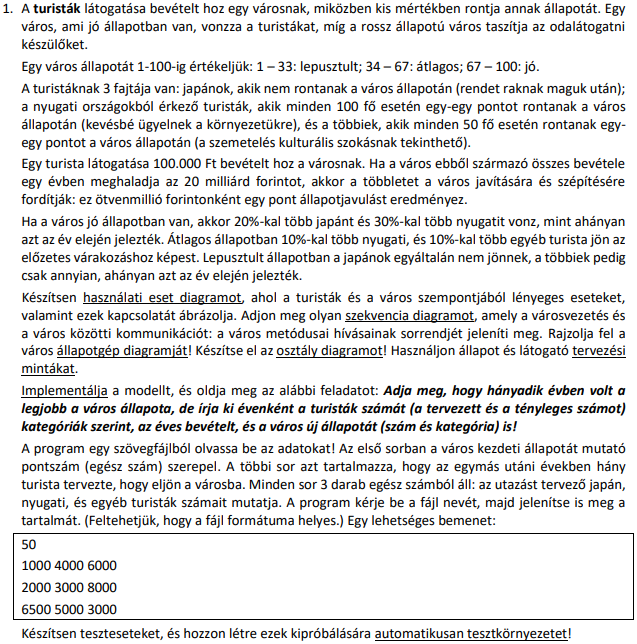 1. A turisták látogatása bevételt hoz egy városnak, miközben kis mértékben rontja annak állapotát. Egy
város, ami jó állapotban van, vonzza a turistákat, míg a rossz állapotú város taszítja az odalátogatni
készülőket.
Egy város állapotát 1-100-ig értékeljük: 1 – 33: lepusztult; 34 – 67: átlagos; 67 – 100: jó.
A turistáknak 3 fajtája van: japánok, akik nem rontanak a város állapotán (rendet raknak maguk után);
a nyugati országokból érkező turisták, akik minden 100 fő esetén egy-egy pontot rontanak a város
állapotán (kevésbé ügyelnek a környezetükre), és a többiek, akik minden 50 fő esetén rontanak egy-
egy pontot a város állapotán (a szemetelés kulturális szokásnak tekinthető).
Egy turista látogatása 100.000 Ft bevételt hoz a városnak. Ha a város ebből származó összes bevétele
egy évben meghaladja az 20 milliárd forintot, akkor a többletet a város javítására és szépítésére
fordítják: ez ötvenmillió forintonként egy pont állapotjavulást eredményez.
Ha a város jó állapotban van, akkor 20%-kal több japánt és 30%-kal több nyugatit vonz, mint ahányan
azt az év elején jelezték. Átlagos állapotban 10%-kal több nyugati, és 10%-kal több egyéb turista jön az
előzetes várakozáshoz képest. Lepusztult állapotban a japánok egyáltalán nem jönnek, a többiek pedig
csak annyian, ahányan azt az év elején jelezték.
Készítsen használati eset diagramot, ahol a turisták és a város szempontjából lényeges eseteket,
valamint ezek kapcsolatát ábrázolja. Adjon meg olyan szekvencia diagramot, amely a városvezetés és
a város közötti kommunikációt: a város metódusai hívásainak sorrendjét jeleníti meg. Rajzolja fel a
város állapotgép diagramját! Készítse el az osztály diagramot! Használjon állapot és látogató tervezési
mintákat.
Implementálja a modellt, és oldja meg az alábbi feladatot: Adja meg, hogy hányadik évben volt a
legjobb a város állapota, de írja ki évenként a turisták számát (a tervezett és a tényleges számot)
kategóriák szerint, az éves bevételt, és a város új állapotát (szám és kategória) is!
A program egy szövegfájlból olvassa be az adatokat! Az első sorban a város kezdeti állapotát mutató
pontszám (egész szám) szerepel. A többi sor azt tartalmazza, hogy az egymás utáni években hány
turista tervezte, hogy eljön a városba. Minden sor 3 darab egész számból áll: az utazást tervező japán,
nyugati, és egyéb turisták számait mutatja. A program kérje be a fájl nevét, majd jelenítse is meg a
tartalmát. (Feltehetjük, hogy a fájl formátuma helyes.) Egy lehetséges bemenet:
50
1000 4000 6000
2000 3000 8000
6500 5000 3000
Készítsen teszteseteket, és hozzon létre ezek kipróbálására automatikusan tesztkörnyezetet!